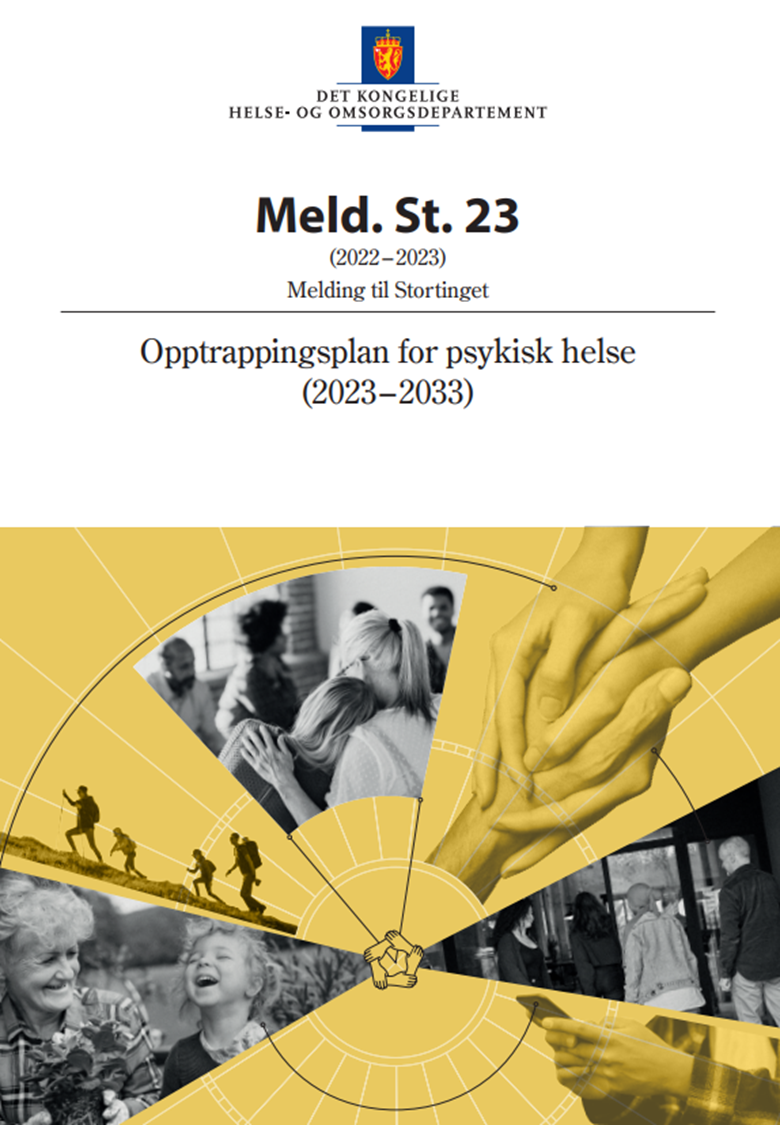 DET KONGELIGE
HELSE- OG OMSORGSDEPARTEMENT
Meld. St. 23
(2022–2023)
Melding til Stortinget
Opptrappingsplan for psykisk helse
(2023–2033)